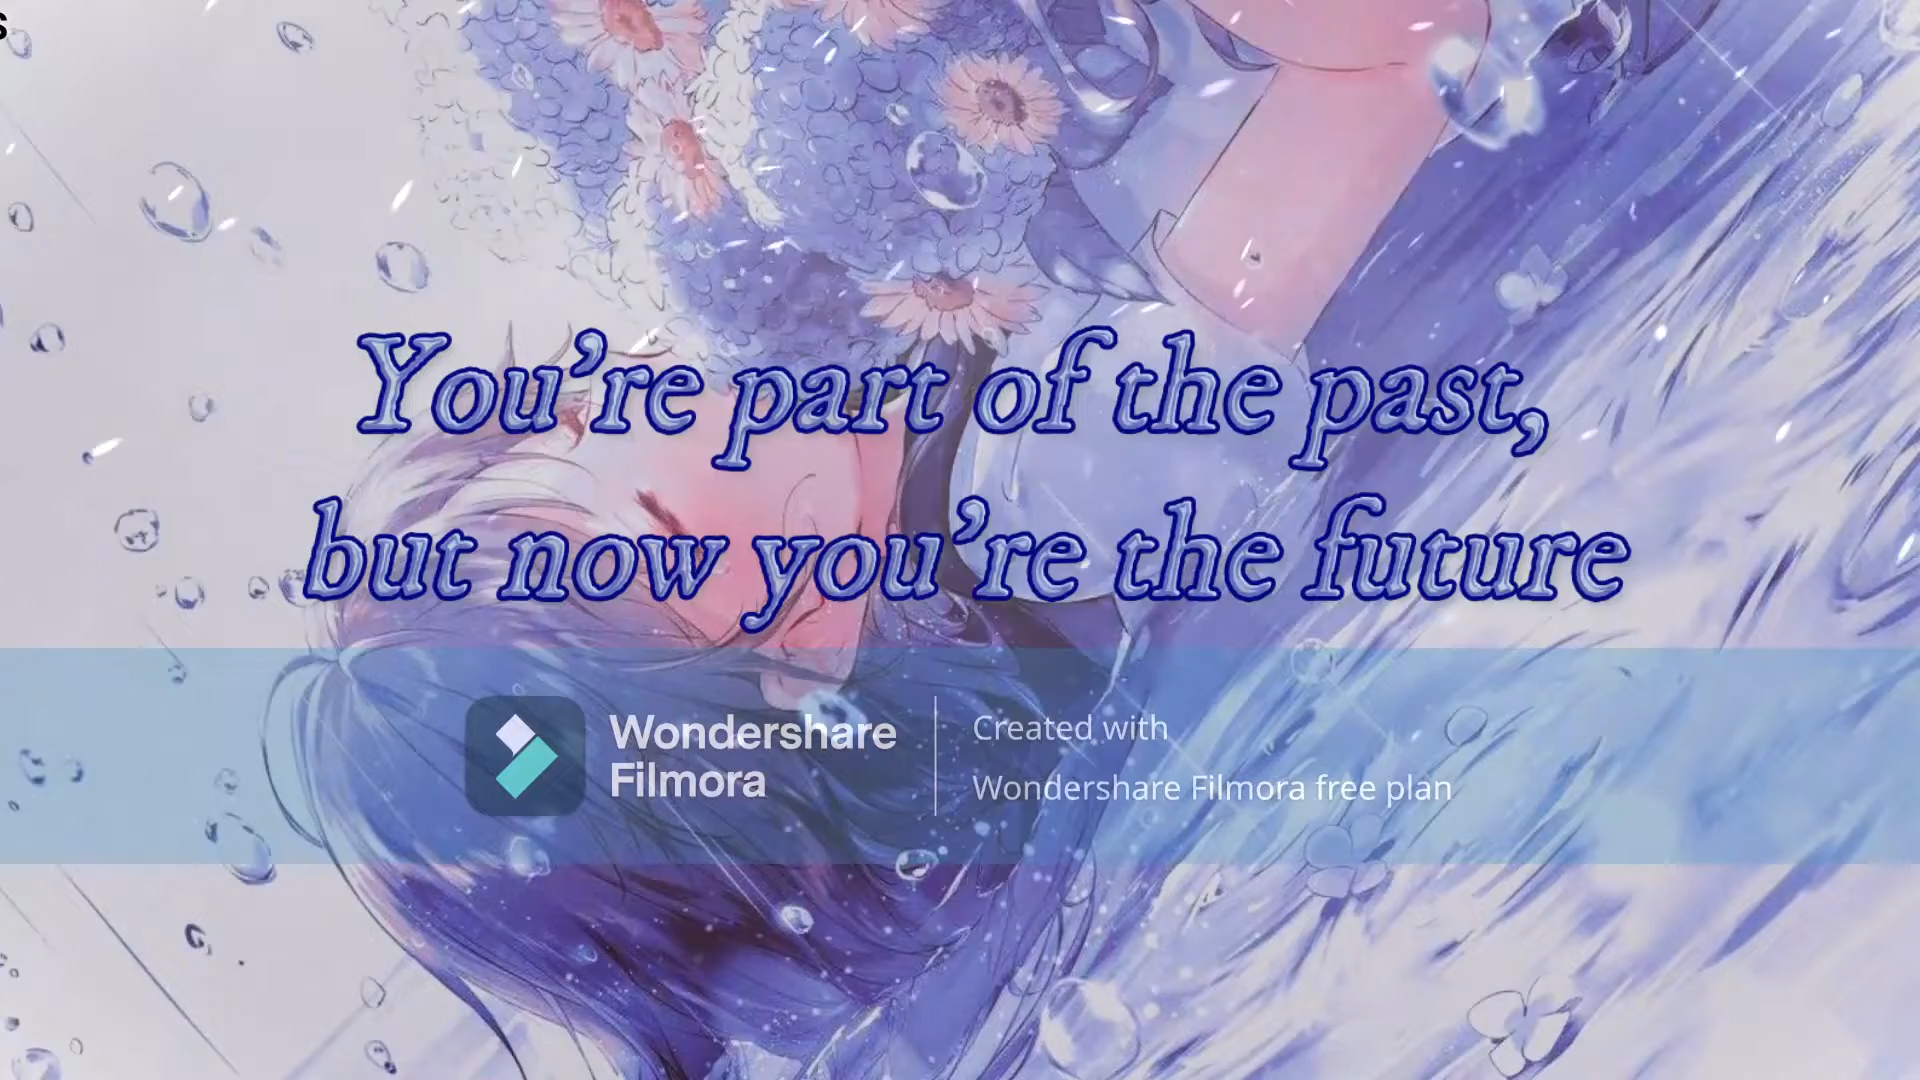 s
You’re part of the past,
but now you’re the future
Wondershare
Filmora
Created with
Wondershare Filmora free plan